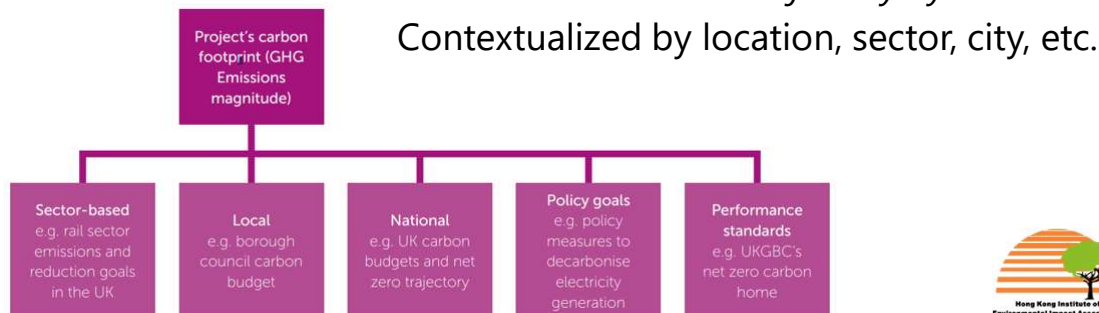 Contextualized by location, sector, city, etc.
Project's carbon
footprint (GHG
Emissions
magnitude)
Sector-based
e.g. rail sector
emissions and
reduction goals
in the UK
Local
e.g. borough
council carbon
budget
National
e.g. UK carbon
budgets and net
zero trajectory
Policy goals
e.g. policy
measures to
decarbonise
electricity
generation
Performance
standards
e.g. UKGBC's
net zero carbon
home
Hong Kong Institute of